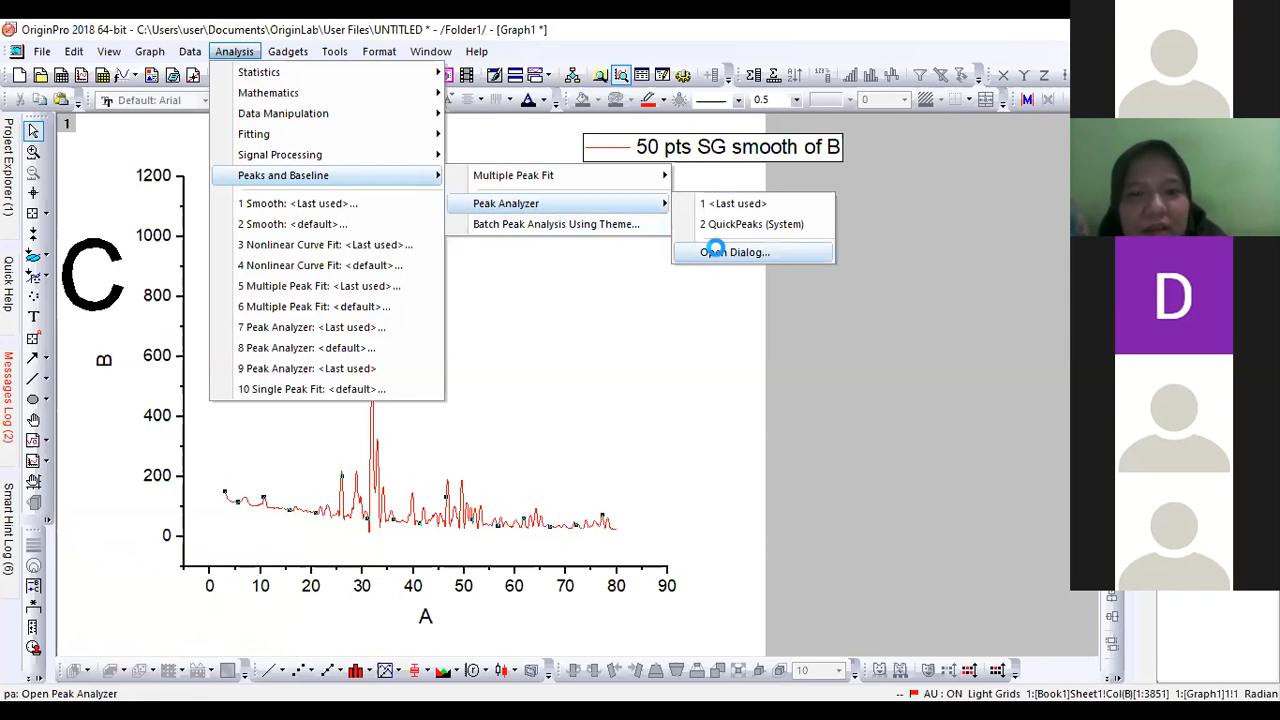 OriginPro 2018 64-bit - C:\Users\user\Documents\OriginLab\User Files\UNTITLED * - /Folder1/ - [Graph1 *]
File Edit View Graph Data Analysis Gadgets Tools Format Window Help
Default: Arial
0.5
0
1
Statistics
Mathematics
Data Manipulation
Fitting
Signal Processing
Peaks and Baseline
1 Smooth: <Last used>...
2 Smooth: <default>...
3 Nonlinear Curve Fit: <Last used>...
4 Nonlinear Curve Fit: <default>...
5 Multiple Peak Fit: <Last used>...
6 Multiple Peak Fit: <default>...
7 Peak Analyzer: <Last used>...
8 Peak Analyzer: <default>...
9 Peak Analyzer: <Last used>
10 Single Peak Fit: <default>...
Multiple Peak Fit
Peak Analyzer
Batch Peak Analysis Using Theme...
1 <Last used>
2 QuickPeaks (System)
Open Dialog...
50 pts SG smooth of B
Project Explorer (1)
Quick Help
Messages Log (2)
Smart Hint Log (6)
C
B
1200
1000
800
600
400
200
0
0 10 20 30 40 50 60 70 80 90
A
D
10
pa: Open Peak Analyzer
-- AU : ON Light Grids 1:[Book1]Sheet1!Col(B)[1:3851] 1:[Graph1]1!1 Radian